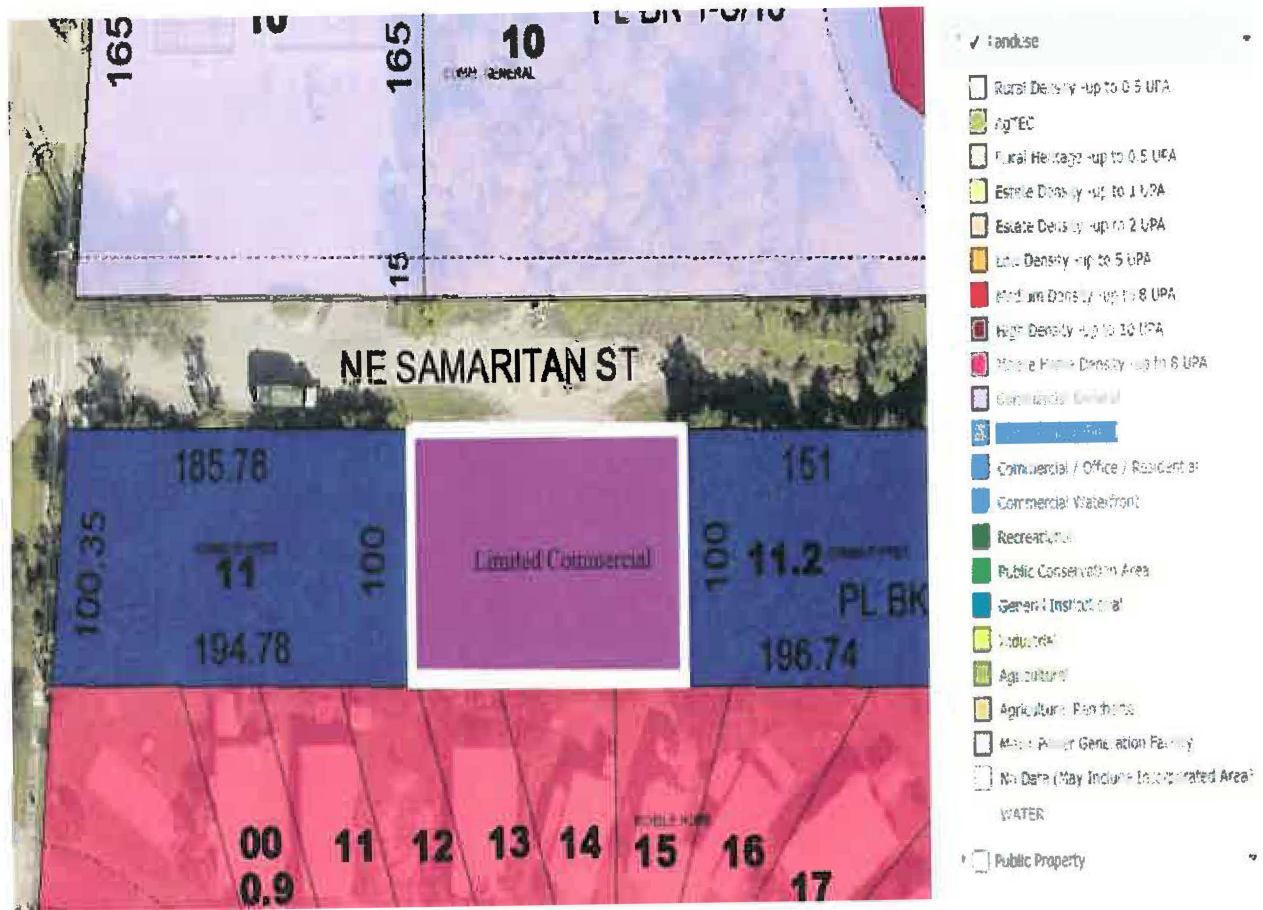 165
10
165
10
COMM GENERAL
15
NE SAMARITAN ST
185.78
100.35
11
100
194.78
Limited Commercial
151
100
11.2
PL BK
196.74
00
0.9
11
12
13
14
15
16
17
Landuse
Rural Density -up to 0.5 UPA
AgTEC
Rural Heritage -up to 0.5 UPA
Estate Density -up to 1 UPA
Estate Density -up to 2 UPA
Low Density -up to 5 UPA
Medium Density -up to 8 UPA
High Density -up to 10 UPA
Mobile Home Density -up to 8 UPA
Commercial General
Commercial / Office / Residential
Commercial Waterfront
Recreational
Public Conservation Area
General Institutional
Industrial
Agricultural
Agricultural Ranchette
Major Power Generation Facility
No Data (May Include Incorporated Area)
WATER
Public Property